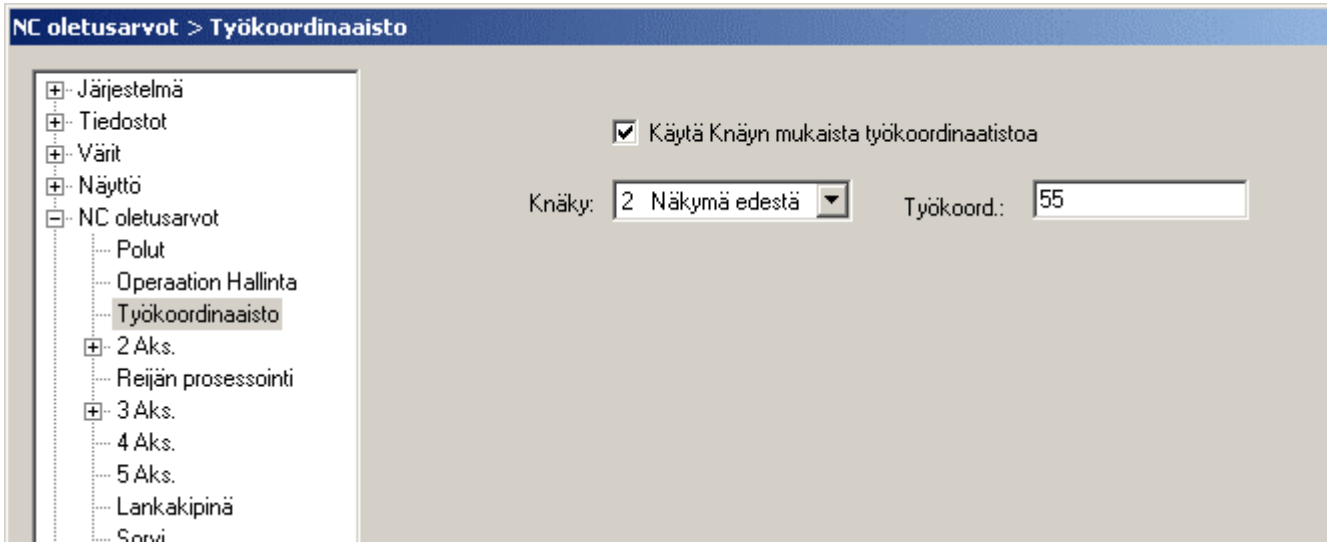 NC oletusarvot > Työkoordinaaisto
Järjestelmä
Tiedostot
Värit
Näyttö
NC oletusarvot
Polut
Operaation Hallinta
Työkoordinaaisto
2 Aks.
Reijän prosessointi
3 Aks.
4 Aks.
5 Aks.
Lankakipinä
Sorvi
Käytä Knäyn mukaista työkoordinaatistoa
Knäky: 2 Näkymä edestä Työkoord.: 55